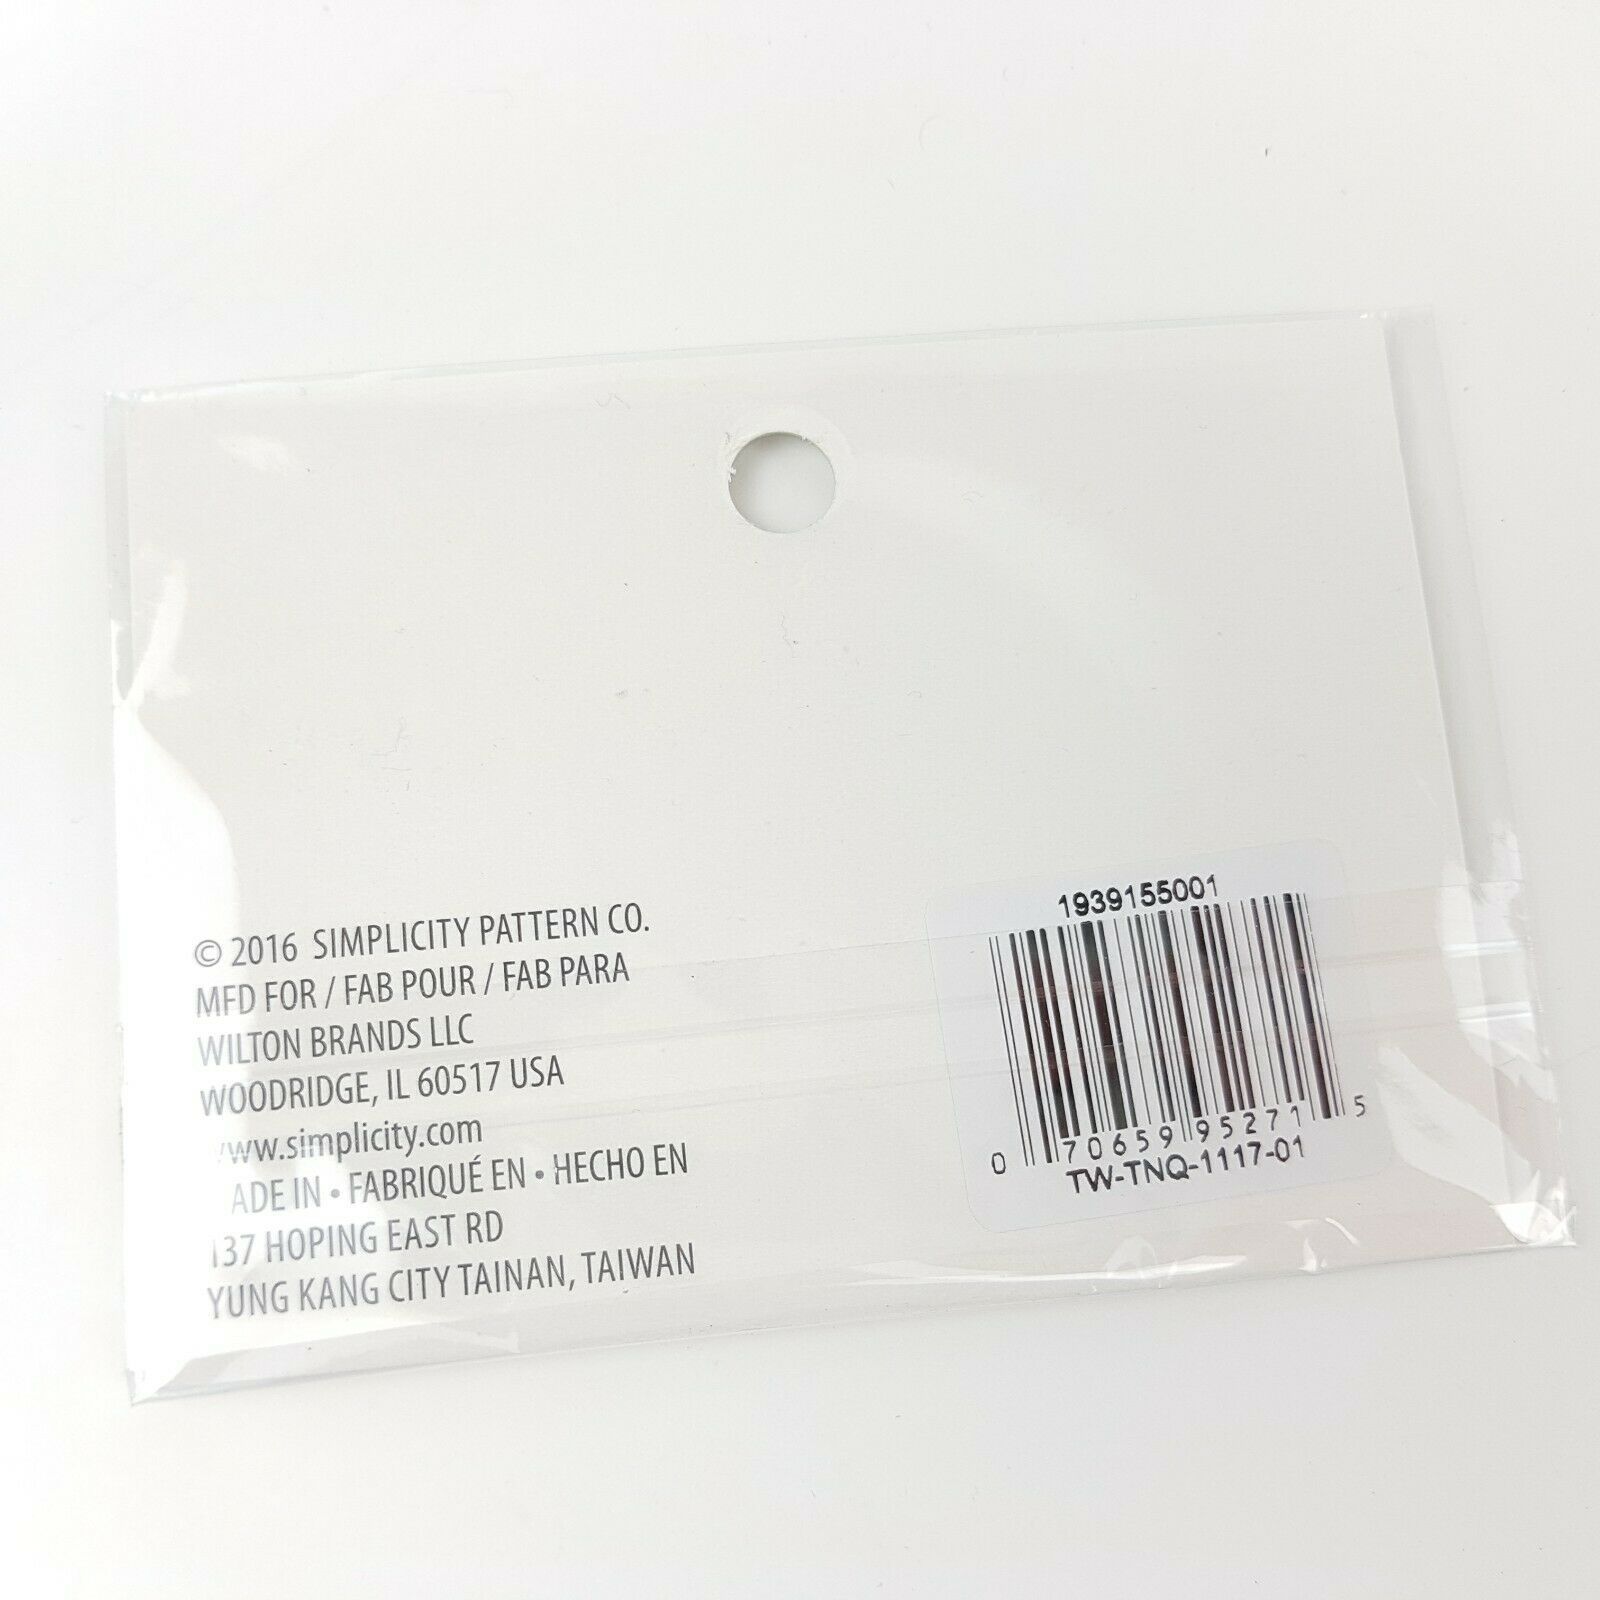 © 2016 SIMPLICITY PATTERN CO.
MFD FOR / FAB POUR / FAB PARA
WILTON BRANDS LLC
WOODRIDGE, IL 60517 USA
www.simplicity.com
ADE IN • FABRIQUÉ EN • HECHO EN
137 HOPING EAST RD
YUNG KANG CITY TAINAN, TAIWAN
1939155001
0 70659 95271 5
TW-TNQ-1117-01